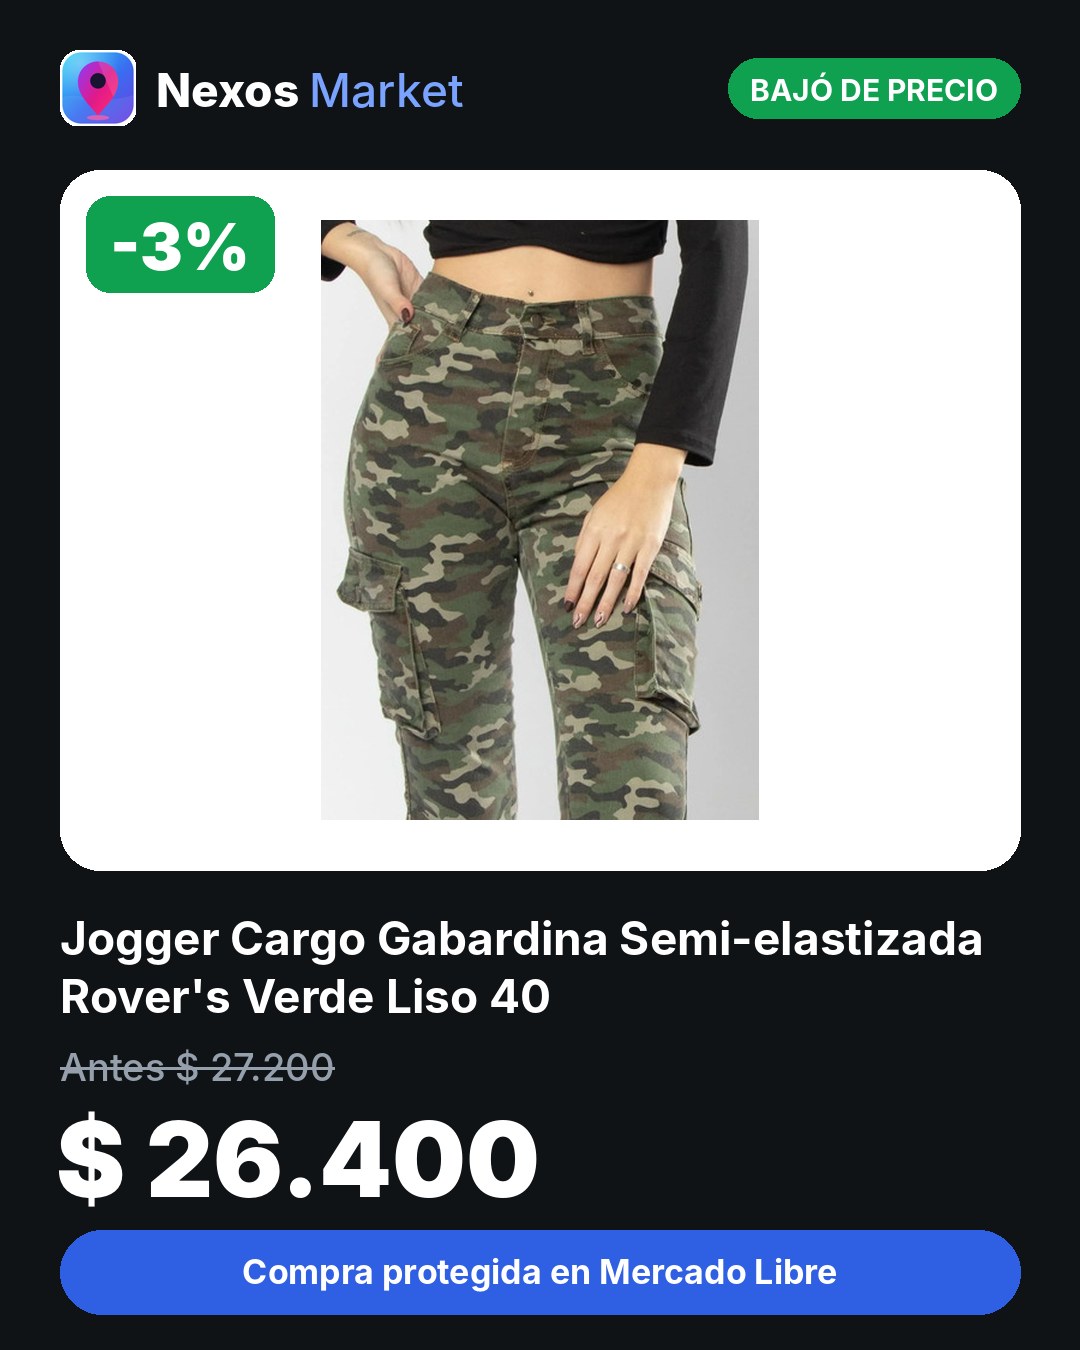 Nexos Market
BAJÓ DE PRECIO
-3%
Jogger Cargo Gabardina Semi-elastizada
Rover's Verde Liso 40
Antes $ 27.200
$ 26.400
Compra protegida en Mercado Libre